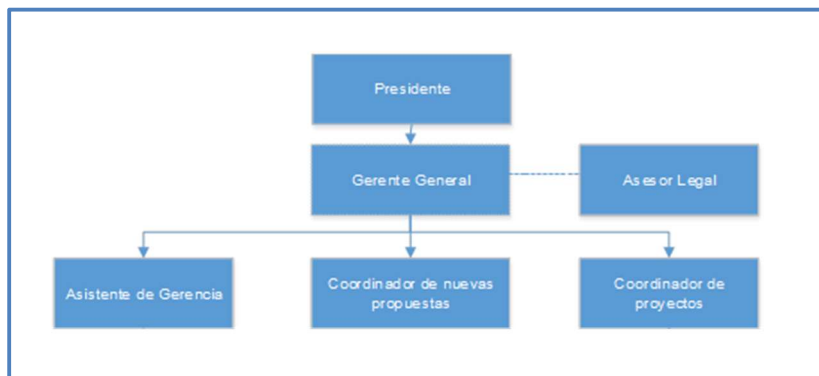 Presidente
Gerente General
Asesor Legal
Asistente de Gerencia
Coordinador de nuevas
propuestas
Coordinador de
proyectos